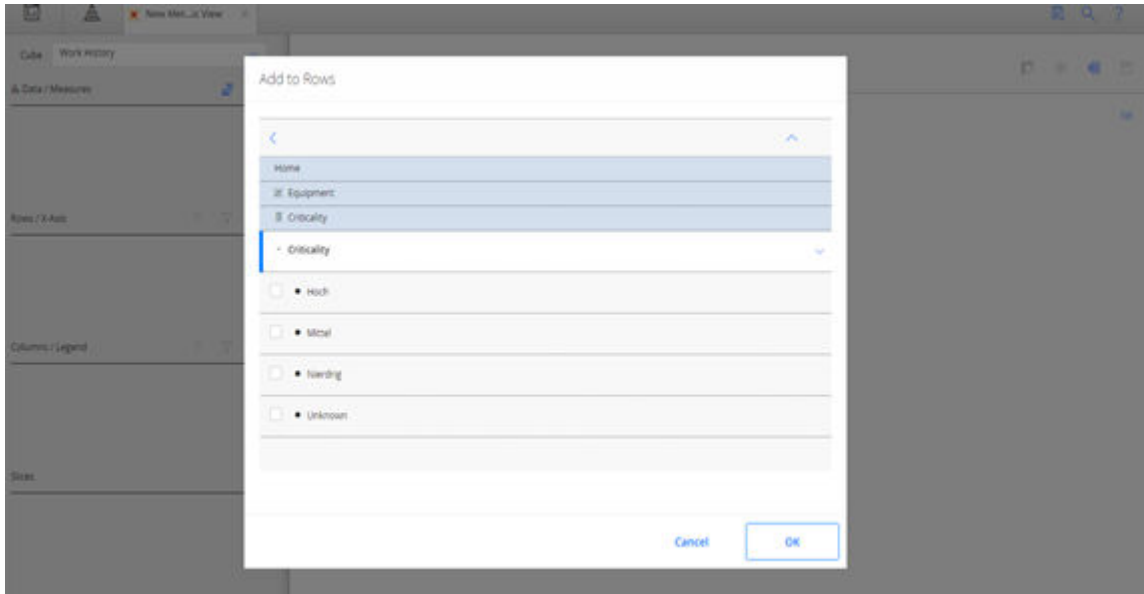 New Met...s View
Cube
Work History
Data / Measures
Rows / X-Axis
Columns / Legend
Slices
Add to Rows
Home
Equipment
Criticality
Criticality
Hoch
Mittel
Nierdrig
Unknown
Cancel
OK